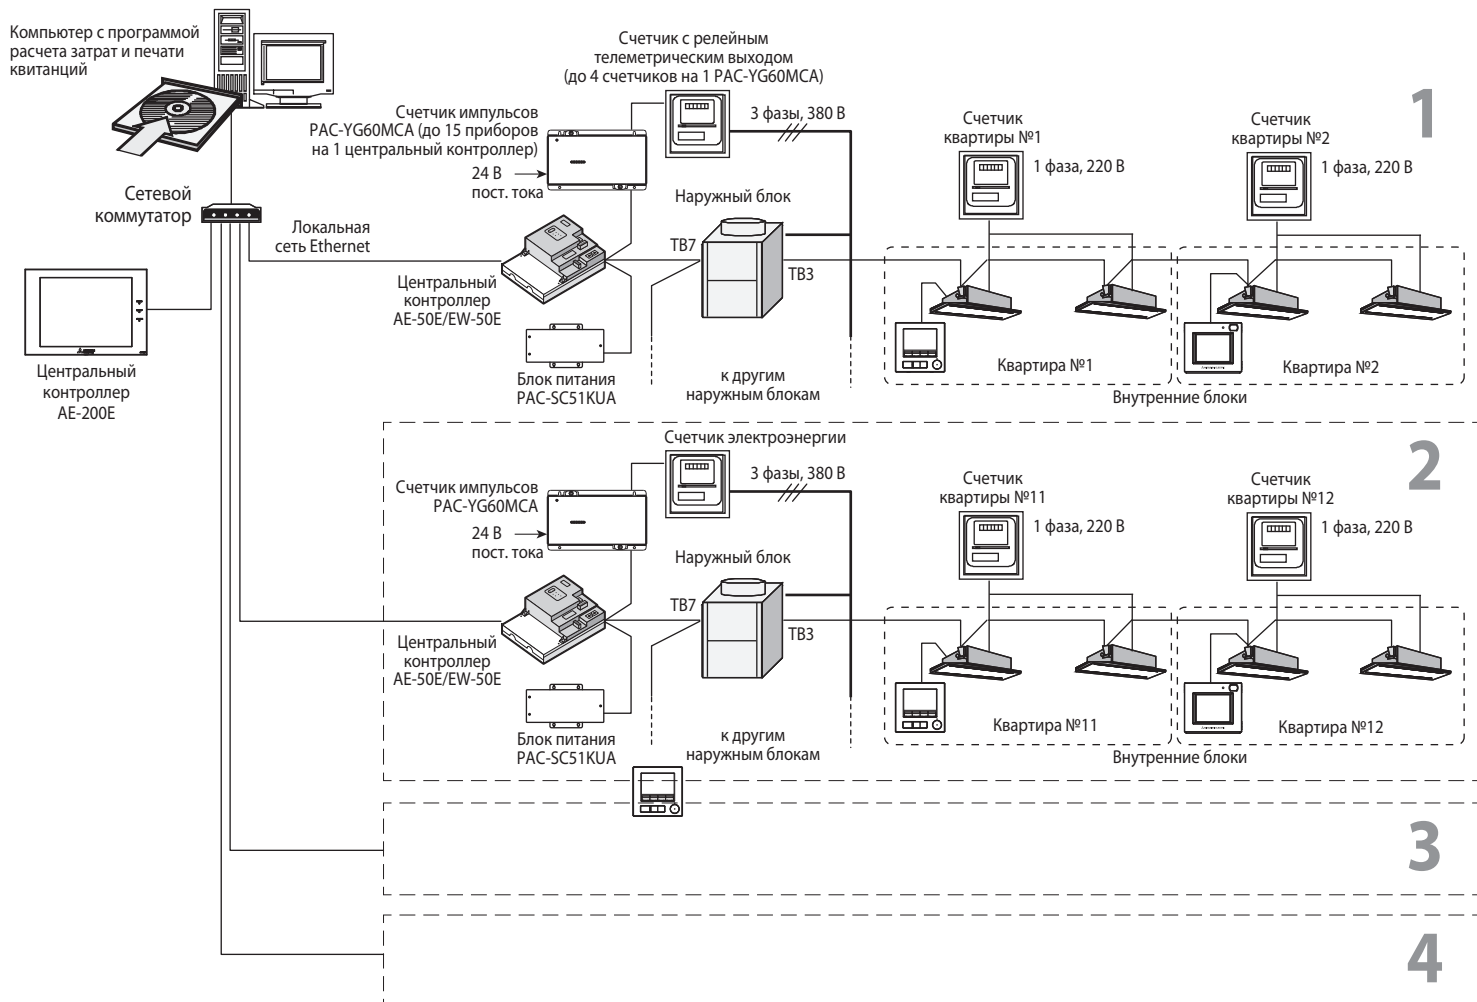 Компьютер с программой
расчета затрат и печати
квитанций
Сетевой
коммутатор
Локальная
сеть Ethernet
Центральный
контроллер
AE-200E
1
Счетчик с релейным
телеметрическим выходом
(до 4 счетчиков на 1 PAC-YG60MCA)
Счетчик импульсов
PAC-YG60MCA (до 15 приборов
на 1 центральный контроллер)
24 В
пост. тока
3 фазы, 380 В
Наружный блок
TB7
TB3
Центральный
контроллер
AE-50E/EW-50E
Блок питания
PAC-SC51KUA
к другим
наружным блокам
Счетчик
квартиры №1
1 фаза, 220 В
Счетчик
квартиры №2
1 фаза, 220 В
Квартира №1
Квартира №2
Внутренние блоки
2
Счетчик электроэнергии
Счетчик импульсов
PAC-YG60MCA
24 В
пост. тока
3 фазы, 380 В
Наружный блок
TB7
TB3
Центральный
контроллер
AE-50E/EW-50E
Блок питания
PAC-SC51KUA
к другим
наружным блокам
Счетчик
квартиры №11
1 фаза, 220 В
Счетчик
квартиры №12
1 фаза, 220 В
Квартира №11
Квартира №12
Внутренние блоки
3
4